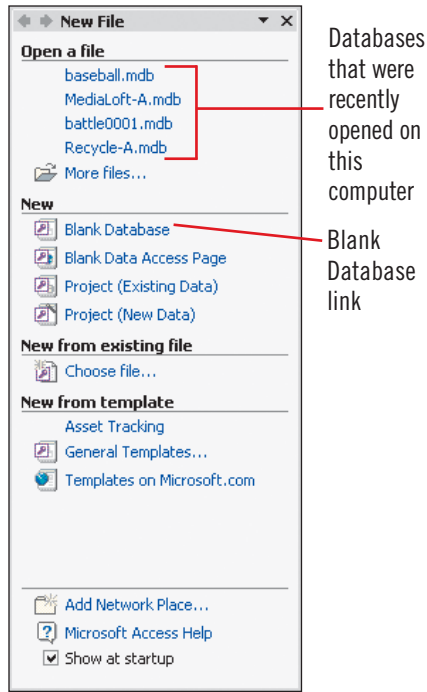 New File
Open a file
baseball.mdb
MediaLoft-A.mdb
battle0001.mdb
Recycle-A.mdb
More files...
New
Blank Database
Blank Data Access Page
Project (Existing Data)
Project (New Data)
New from existing file
Choose file...
New from template
Asset Tracking
General Templates...
Templates on Microsoft.com
Add Network Place...
Microsoft Access Help
Show at startup
Databases
that were
recently
opened on
this
computer
Blank
Database
link